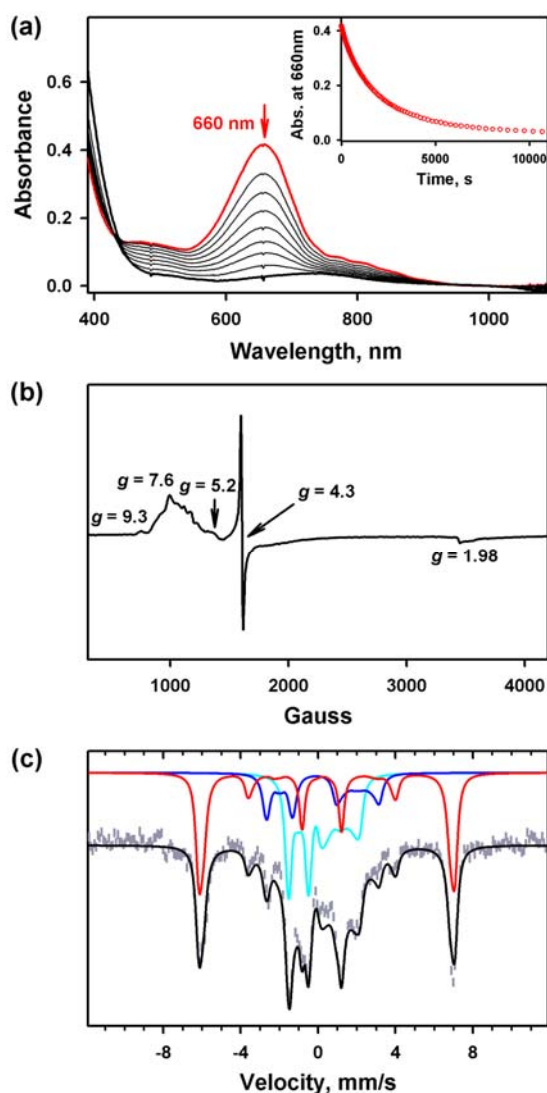 (a)
660 nm
Absorbance
0.6
0.4
0.2
0.0
400 600 800 1000
Wavelength, nm
Abs. at 660nm
0.4
0.2
0.0
0 5000 10000
Time, s
(b)
g = 9.3
g = 7.6
g = 5.2
g = 4.3
g = 1.98
1000 2000 3000 4000
Gauss
(c)
-8 -4 0 4 8
Velocity, mm/s